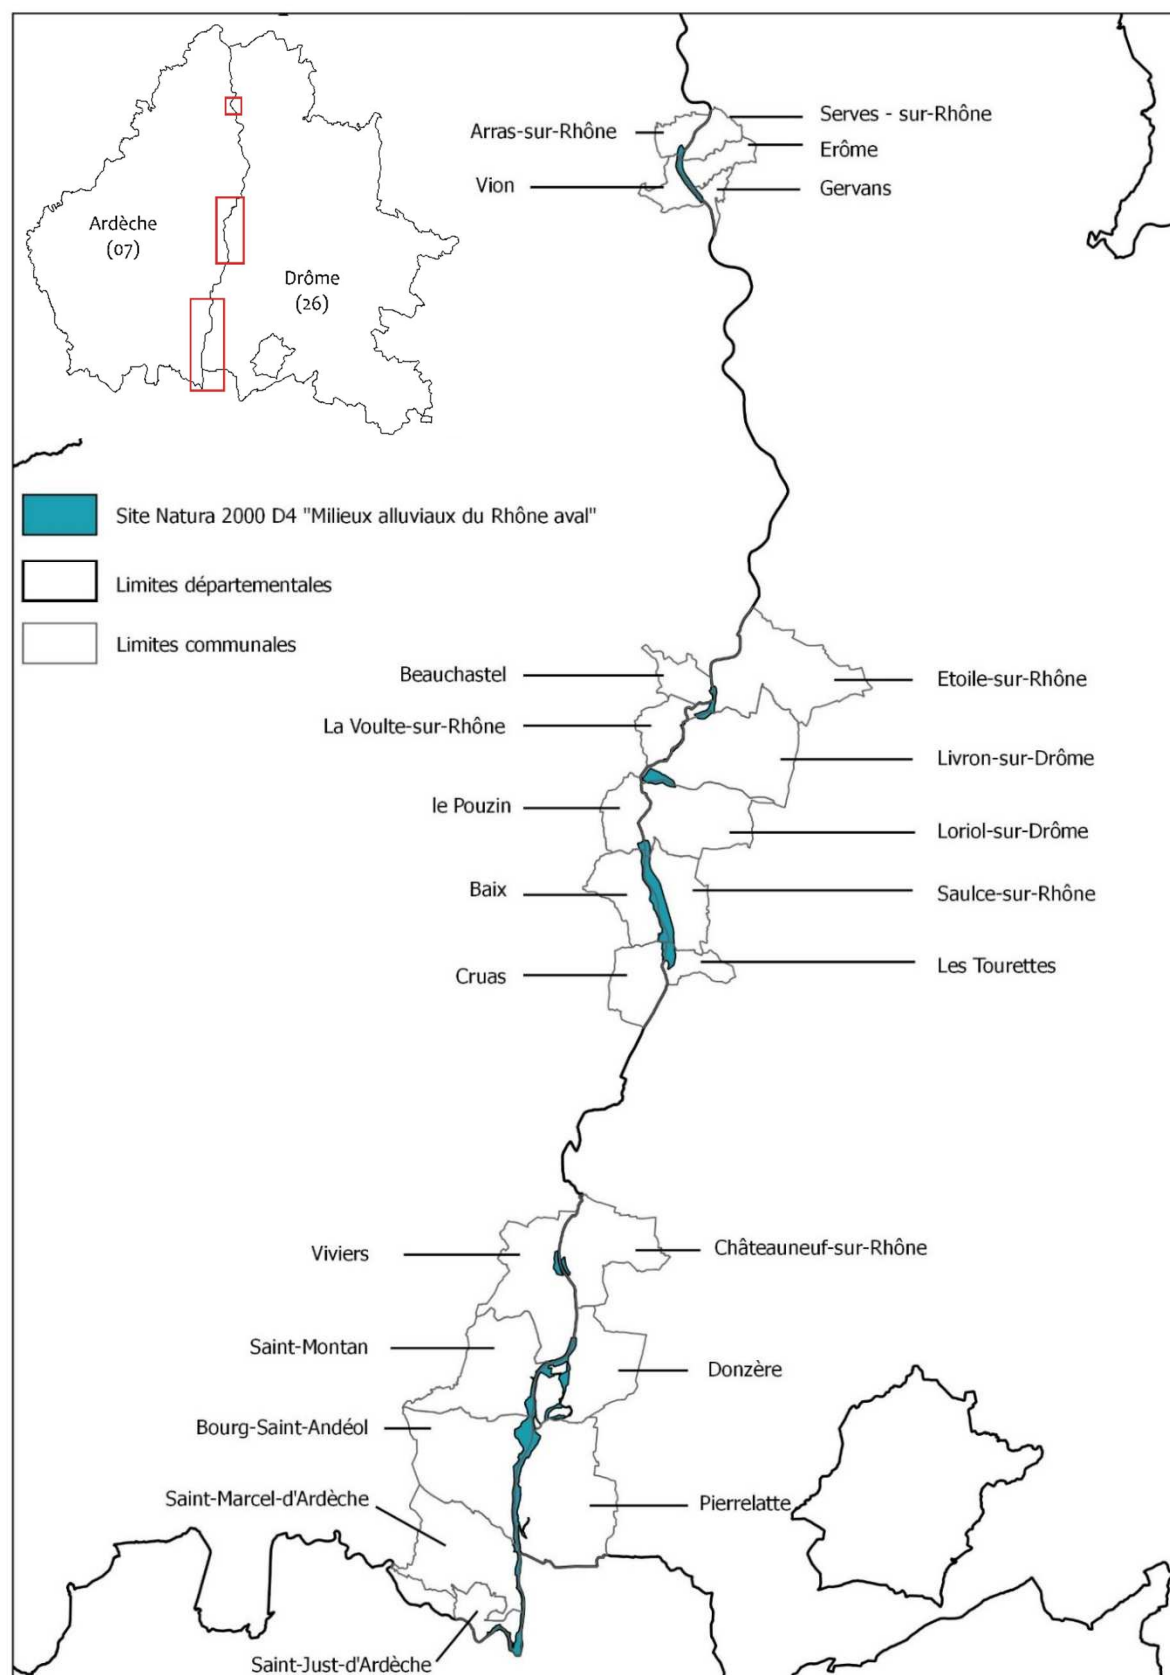 Ardèche
(07)
Drôme
(26)
Arras-sur-Rhône
Serves - sur-Rhône
Erôme
Vion
Gervans
Site Natura 2000 D4 "Milieux alluviaux du Rhône aval"
Limites départementales
Limites communales
Beauchastel
Etoile-sur-Rhône
La Voulte-sur-Rhône
Livron-sur-Drôme
le Pouzin
Loriol-sur-Drôme
Baix
Saulce-sur-Rhône
Cruas
Les Tourettes
Viviers
Châteauneuf-sur-Rhône
Saint-Montan
Donzère
Bourg-Saint-Andéol
Saint-Marcel-d'Ardèche
Pierrelatte
Saint-Just-d'Ardèche